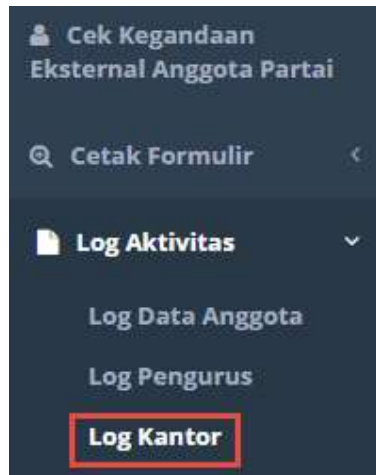 Cek Kegandaan
Eksternal Anggota Partai
Cetak Formulir
Log Aktivitas
Log Data Anggota
Log Pengurus
Log Kantor